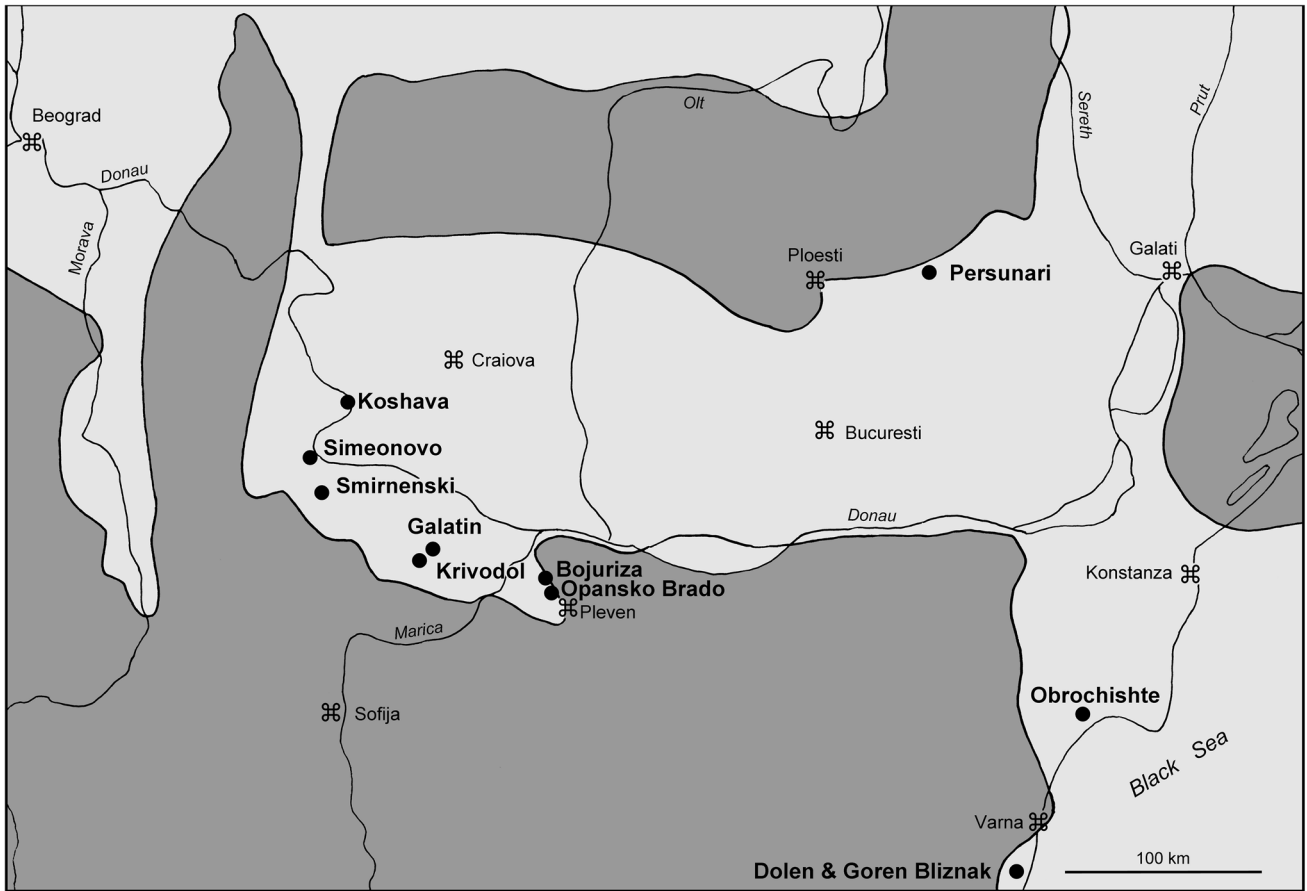 Olt
Sereth
Prut
Beograd
Donau
Morava
Galati
Ploesti
Persunari
Craiova
Koshava
Bucuresti
Simeonovo
Smirnenski
Galatin
Donau
Krivodol
Bojuriza
Opansko Brado
Pleven
Konstanza
Marica
Obrochishte
Sofija
Black Sea
Varna
100 km
Dolen & Goren Bliznak